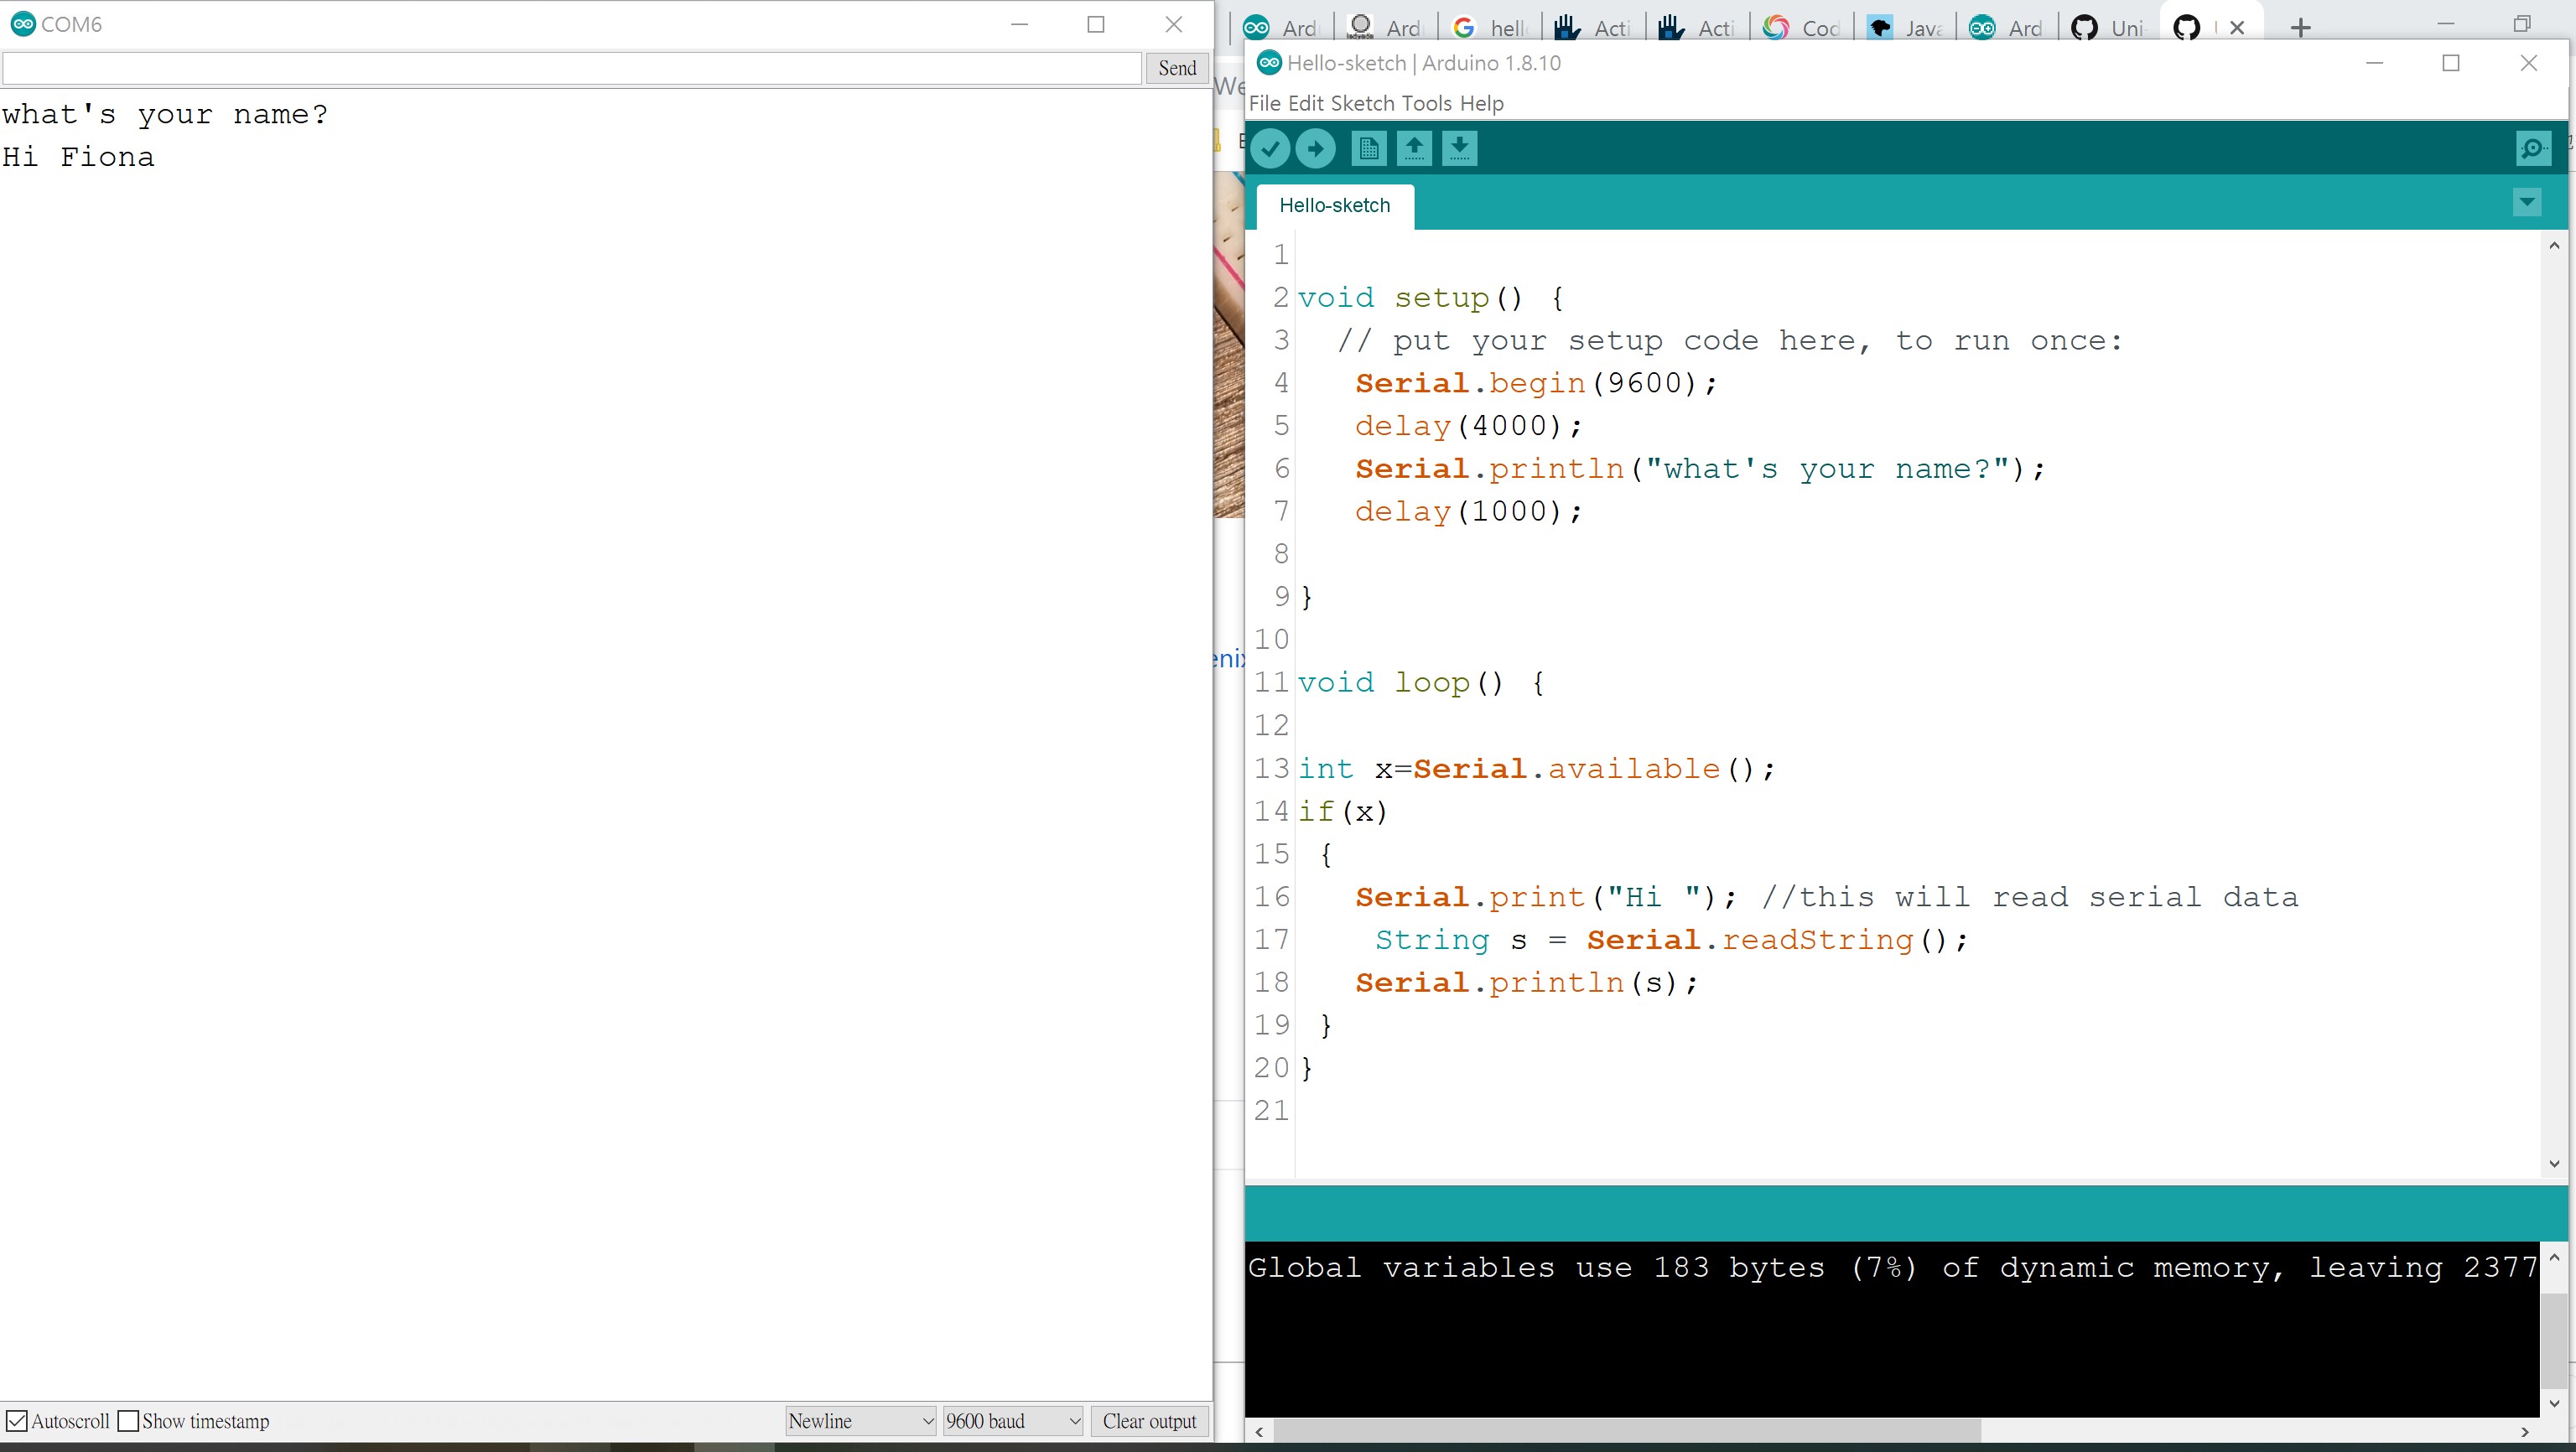 COM6
Send
what's your name?
Hi Fiona
Autoscroll Show timestamp
Newline
9600 baud
Clear output
Ard
Ard
hell
Acti
Acti
Cod
Java
Ard
Uni
Hello-sketch | Arduino 1.8.10
File Edit Sketch Tools Help
Hello-sketch
1
2 void setup() {
3 // put your setup code here, to run once:
4 Serial.begin(9600);
5 delay(4000);
6 Serial.println("what's your name?");
7 delay(1000);
8
9 }
10
11 void loop() {
12
13 int x=Serial.available();
14 if(x)
15 {
16 Serial.print("Hi "); //this will read serial data
17 String s = Serial.readString();
18 Serial.println(s);
19 }
20 }
21
Global variables use 183 bytes (7%) of dynamic memory, leaving 2377